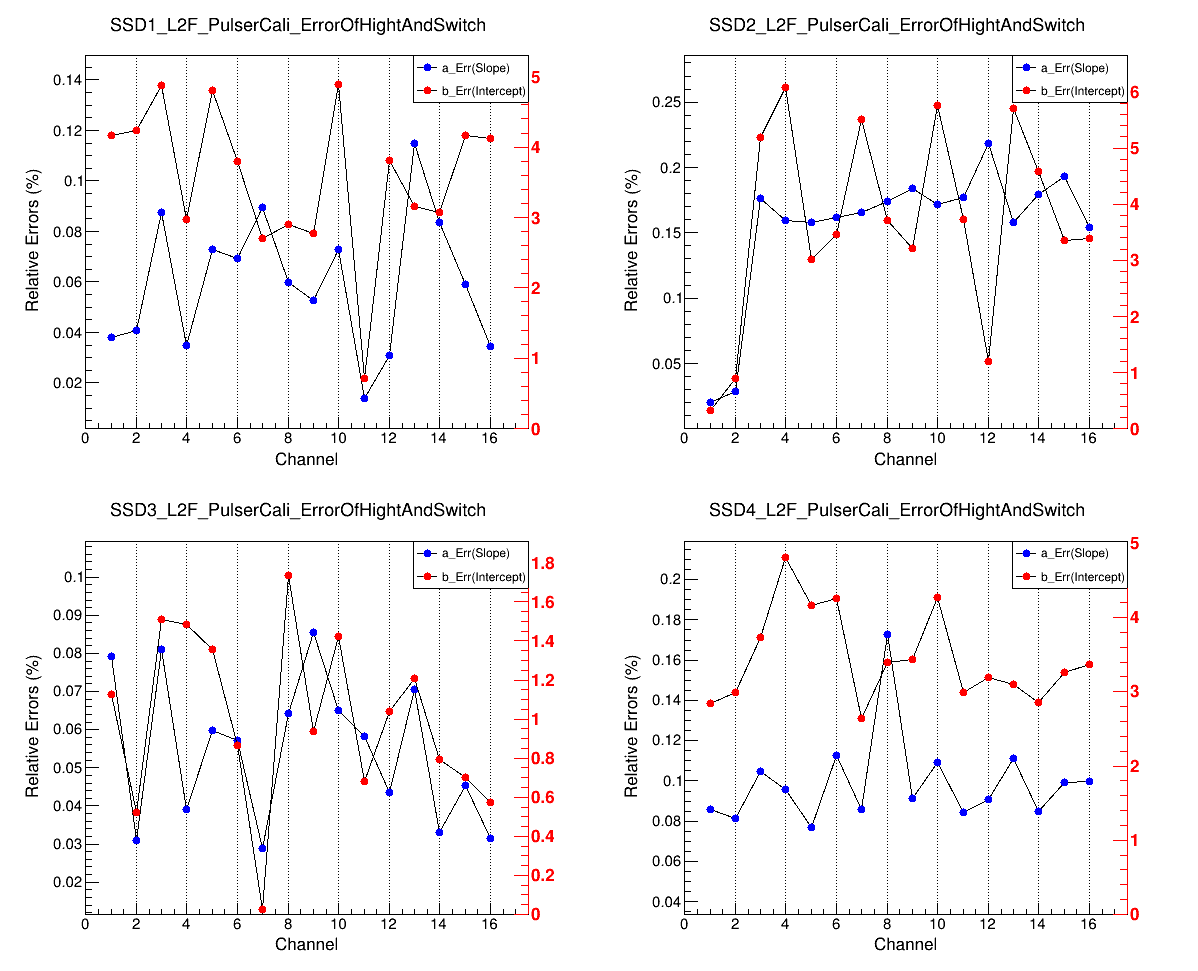 SSD1_L2F_PulserCali_ErrorOfHightAndSwitch
a_Err(Slope)
b_Err(Intercept)
Relative Errors (%)
0.14
0.12
0.1
0.08
0.06
0.04
0.02
5
4
3
2
1
0
0 2 4 6 8 10 12 14 16
Channel
SSD2_L2F_PulserCali_ErrorOfHightAndSwitch
a_Err(Slope)
b_Err(Intercept)
Relative Errors (%)
0.25
0.2
0.15
0.1
0.05
6
5
4
3
2
1
0
0 2 4 6 8 10 12 14 16
Channel
SSD3_L2F_PulserCali_ErrorOfHightAndSwitch
a_Err(Slope)
b_Err(Intercept)
Relative Errors (%)
0.1
0.09
0.08
0.07
0.06
0.05
0.04
0.03
0.02
1.8
1.6
1.4
1.2
1
0.8
0.6
0.4
0.2
0
0 2 4 6 8 10 12 14 16
Channel
SSD4_L2F_PulserCali_ErrorOfHightAndSwitch
a_Err(Slope)
b_Err(Intercept)
Relative Errors (%)
0.2
0.18
0.16
0.14
0.12
0.1
0.08
0.06
0.04
5
4
3
2
1
0
0 2 4 6 8 10 12 14 16
Channel